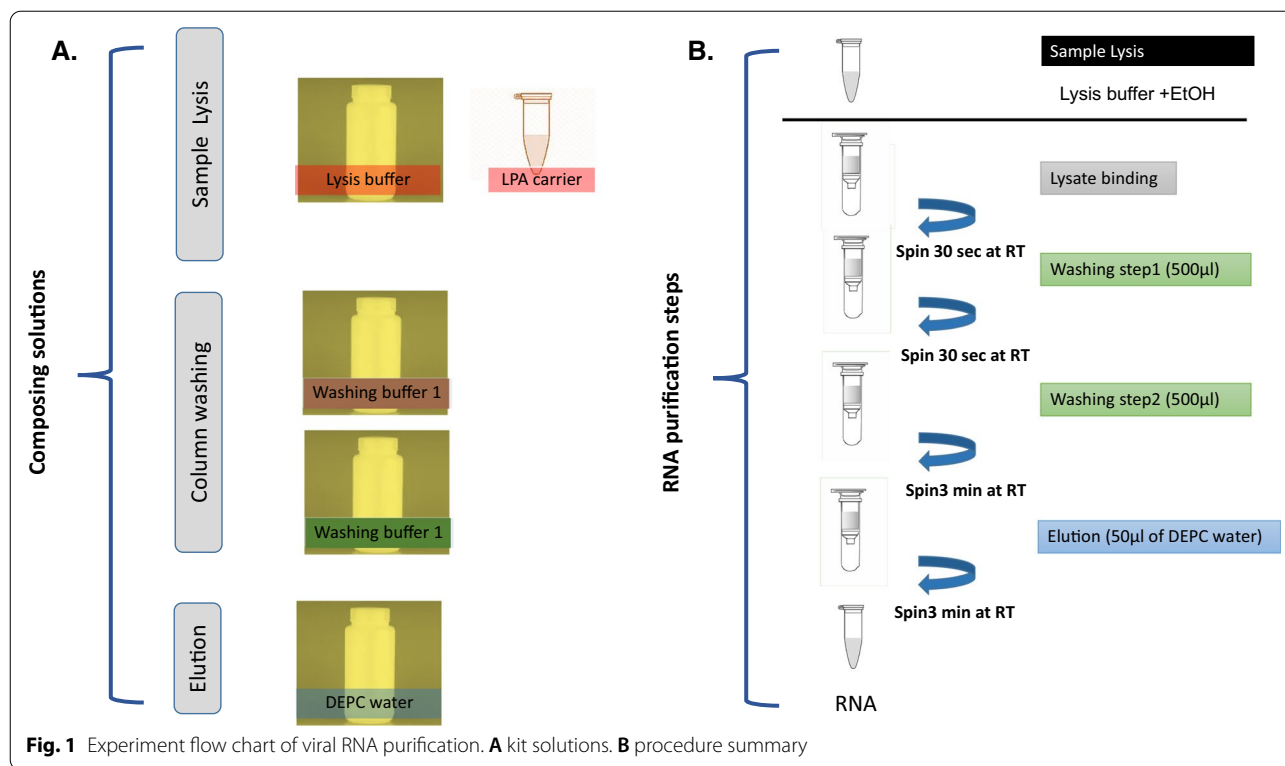 A.
Composing solutions
Sample Lysis
Lysis buffer
LPA carrier
Column washing
Washing buffer 1
Washing buffer 1
Elution
DEPC water
B.
RNA purification steps
Sample Lysis
Lysis buffer +EtOH
Lysate binding
Spin 30 sec at RT
Washing step1 (500µl)
Spin 30 sec at RT
Washing step2 (500µl)
Spin3 min at RT
Elution (50µl of DEPC water)
Spin3 min at RT
RNA
Fig. 1 Experiment flow chart of viral RNA purification. A kit solutions. B procedure summary